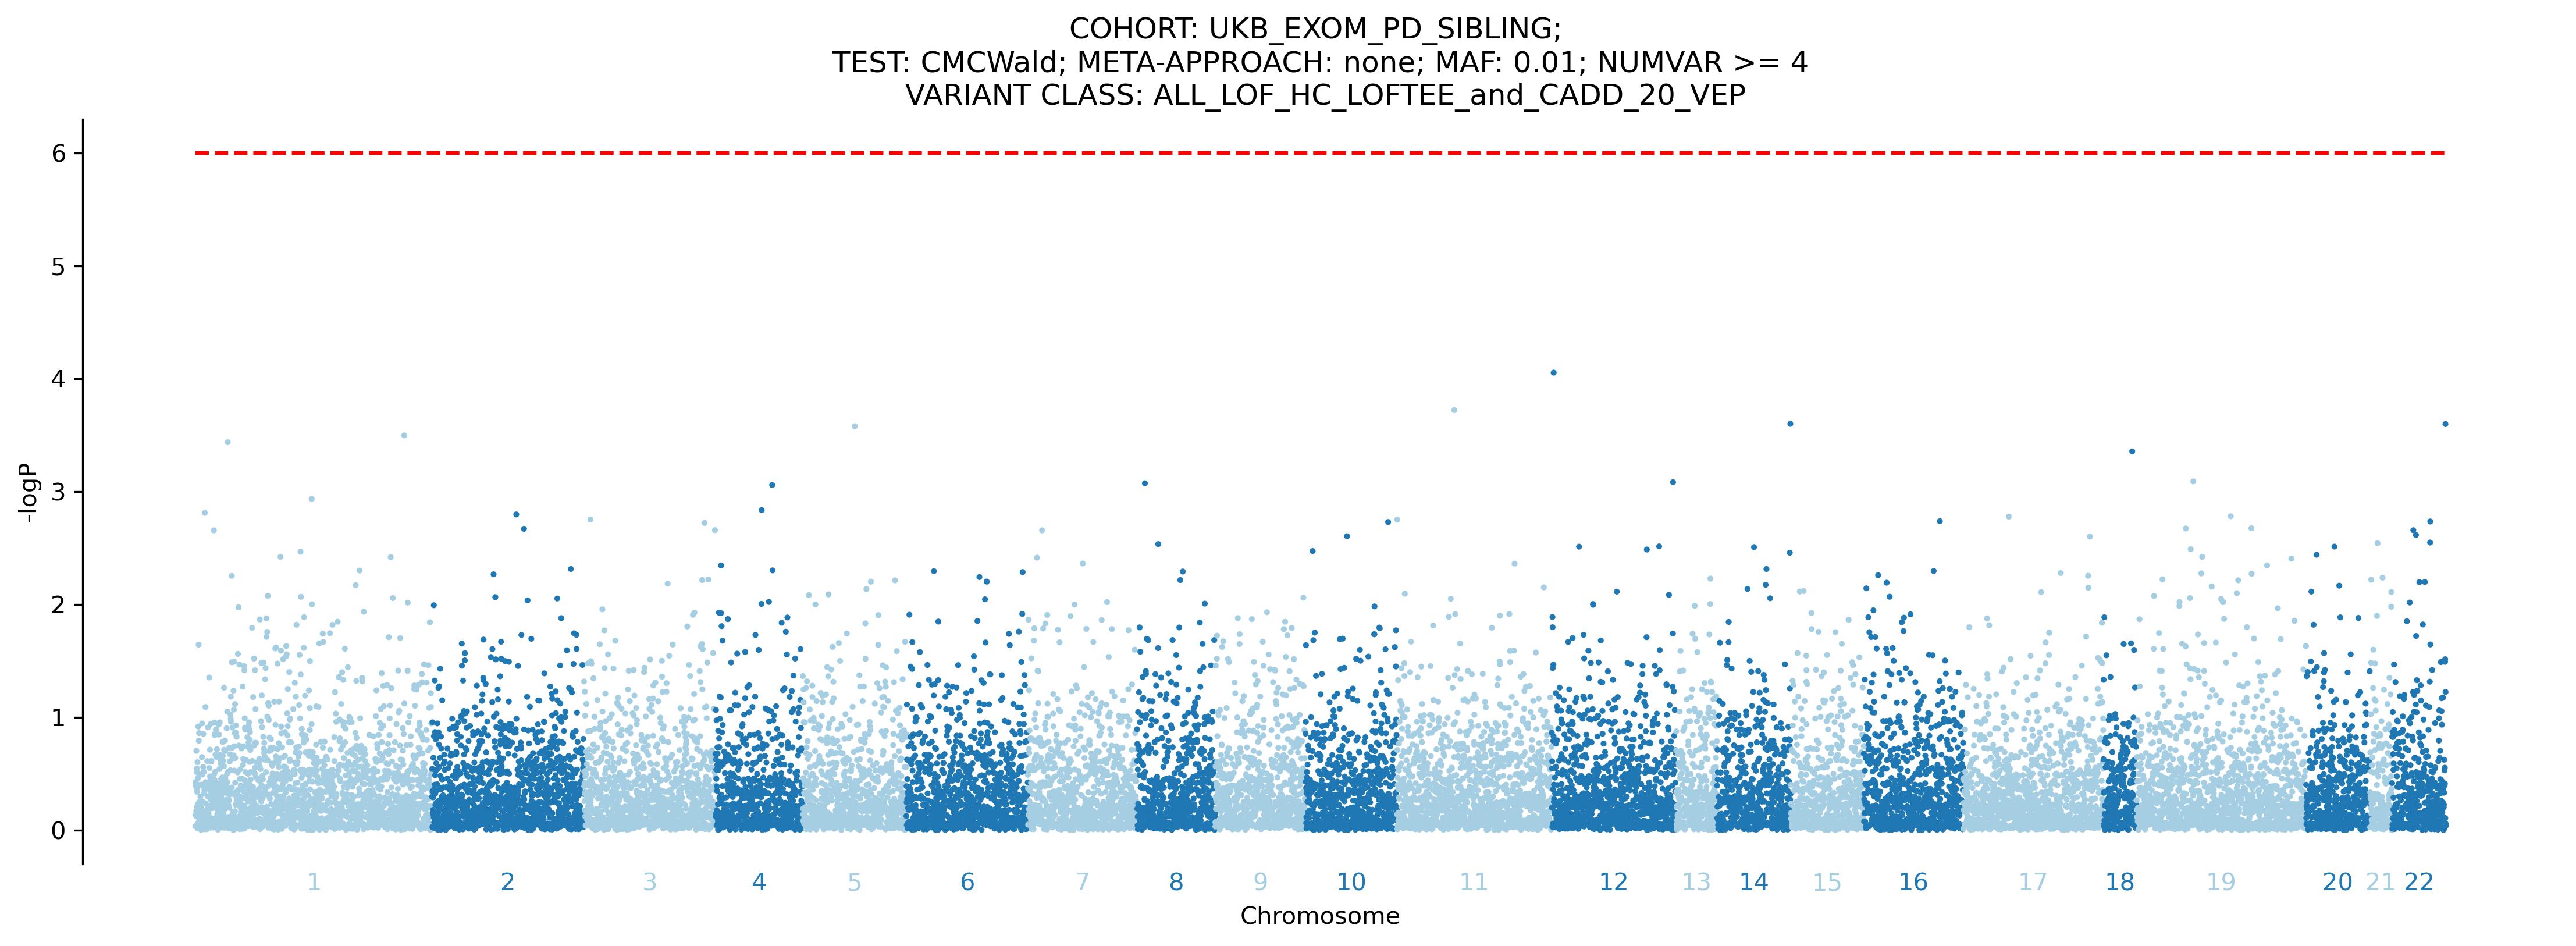 COHORT: UKB_EXOM_PD_SIBLING;
TEST: CMCWald; META-APPROACH: none; MAF: 0.01; NUMVAR >= 4
VARIANT CLASS: ALL_LOF_HC_LOFTEE_and_CADD_20_VEP
6
5
4
3
2
1
0
-logP
1 2 3 4 5 6 7 8 9 10 11 12 13 14 15 16 17 18 19 20 21 22
Chromosome